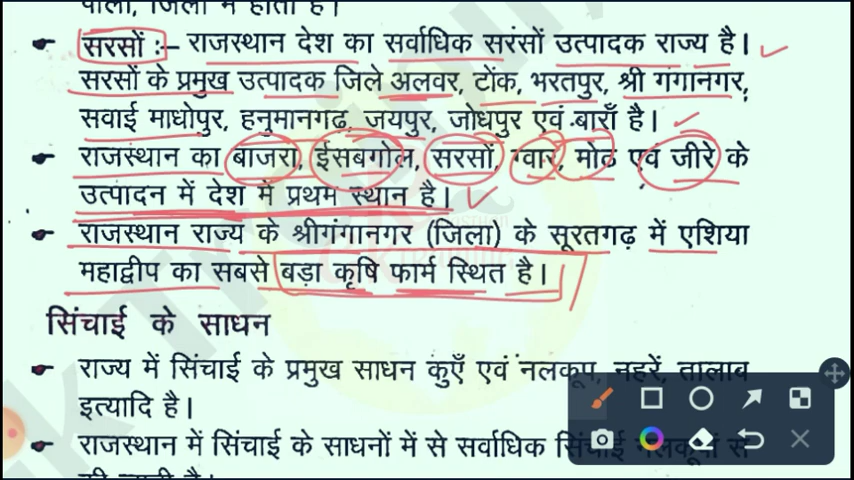 पाली, जिलों में होता है।
☛ सरसों :– राजस्थान देश का सर्वाधिक सरंसों उत्पादक राज्य है।
सरसों के प्रमुख उत्पादक जिले अलवर, टोंक, भरतपुर, श्री गंगानगर,
सवाई माधोपुर, हनुमानगढ, जयपुर, जोधपुर एवं बाराँ है।
☛ राजस्थान का बाजरा, ईसबगोल, सरसों, ग्वार, मोठ एव जीरे के
उत्पादन में देश में प्रथम स्थान है।
☛ राजस्थान राज्य के श्रीगंगानगर (जिला) के सूरतगढ़ में एशिया
महाद्वीप का सबसे बड़ा कृषि फार्म स्थित है।
सिंचाई के साधन
☛ राज्य में सिंचाई के प्रमुख साधन कुएँ एवं नलकूप, नहरें, तालाब
इत्यादि है।
☛ राजस्थान में सिंचाई के साधनों में से सर्वाधिक सिंचाई नलकूपों से